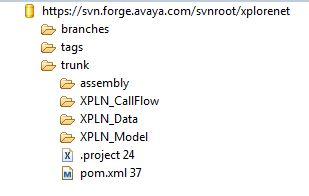 https://svn.forge.avaya.com/svnroot/xplorenet
branches
tags
trunk
assembly
XPLN_CallFlow
XPLN_Data
XPLN_Model
.project 24
pom.xml 37